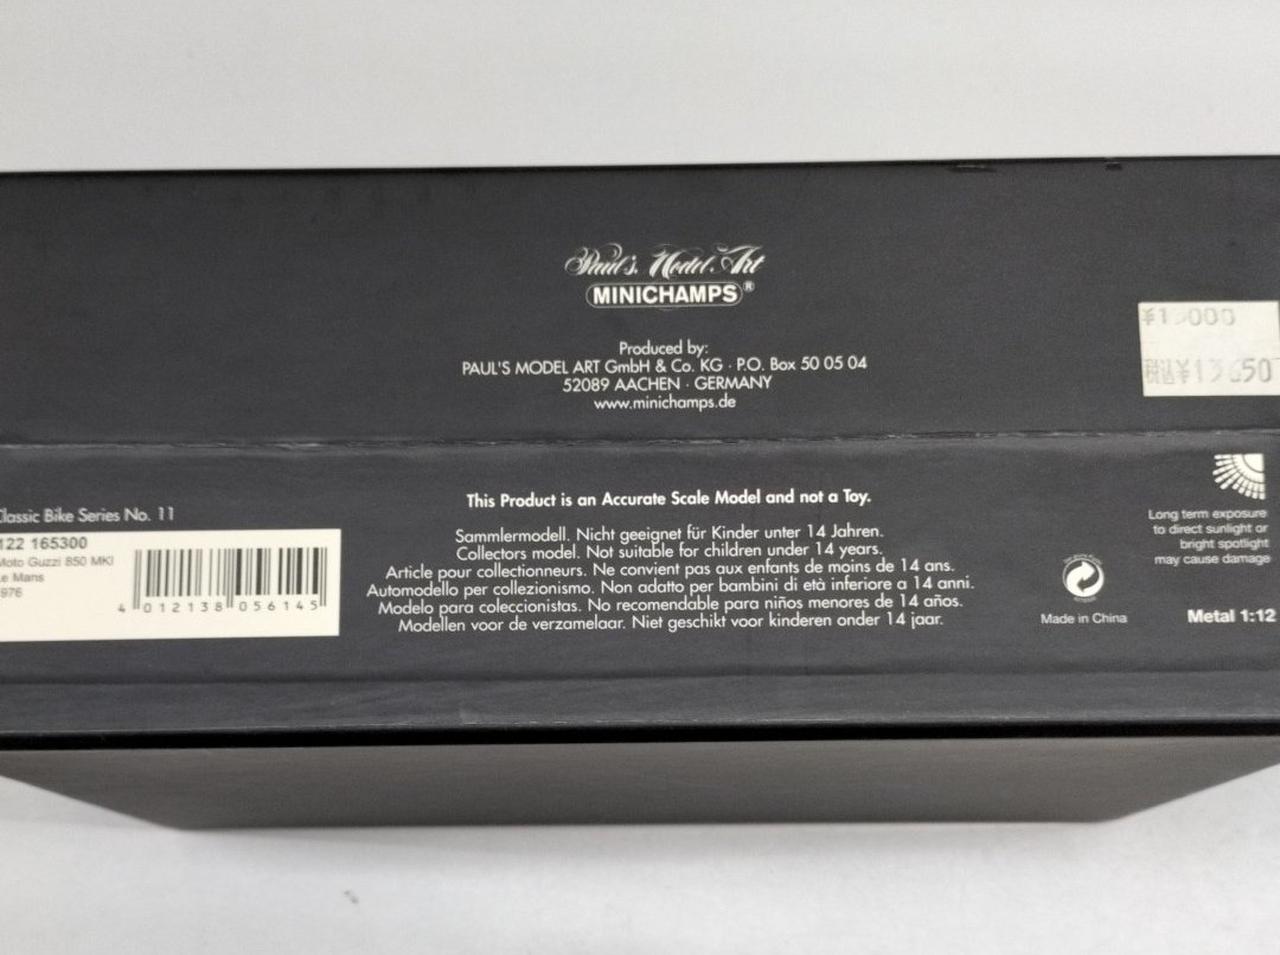 Paul's Model Art
MINICHAMPS®
Produced by:
PAUL'S MODEL ART GmbH & Co. KG · P.O. Box 50 05 04
52089 AACHEN · GERMANY
www.minichamps.de
税込
This Product is an Accurate Scale Model and not a Toy.
Sammlermodell. Nicht geeignet für Kinder unter 14 Jahren.
Collectors model. Not suitable for children under 14 years.
Article pour collectionneurs. Ne convient pas aux enfants de moins de 14 ans.
Automodello per collezionismo. Non adatto per bambini di età inferiore a 14 anni.
Modelo para coleccionistas. No recomendable para niños menores de 14 años.
Modellen voor de verzamelaar. Niet geschikt voor kinderen onder 14 jaar.
Classic Bike Series No. 11
122 165300
Moto Guzzi 850 MKI
Le Mans
976
4 012138 056145
Long term exposure
to direct sunlight or
bright spotlight
may cause damage
Made in China
Metal 1:12